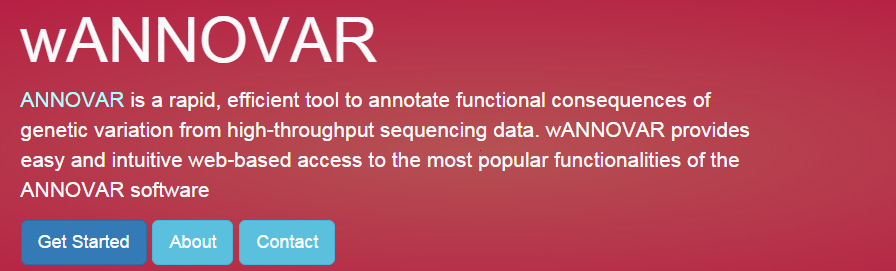 wANNOVAR
ANNOVAR is a rapid, efficient tool to annotate functional consequences of
genetic variation from high-throughput sequencing data. wANNOVAR provides
easy and intuitive web-based access to the most popular functionalities of the
ANNOVAR software
Get Started About Contact